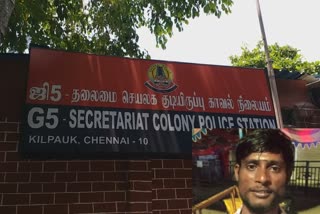 ஜி5 - தலைமை செயலக குடியிருப்பு காவல் நிலையம்
G5 - SECRETARIAT COLONY POLICE STATION
KILPAUK, CHENNAI - 10